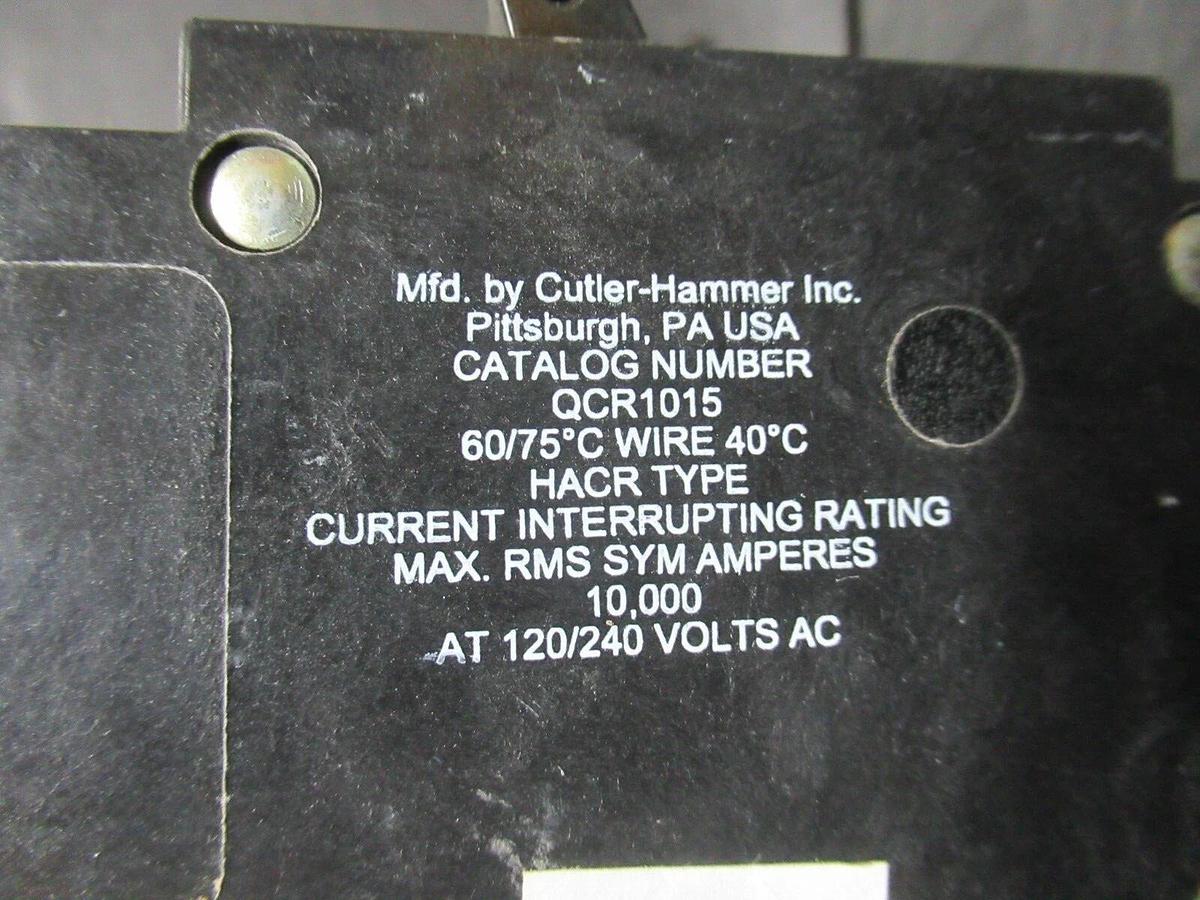 Mfd. by Cutler-Hammer Inc.
Pittsburgh, PA USA
CATALOG NUMBER
QCR1015
60/75°C WIRE 40°C
HACR TYPE
CURRENT INTERRUPTING RATING
MAX. RMS SYM AMPERES
10,000
AT 120/240 VOLTS AC